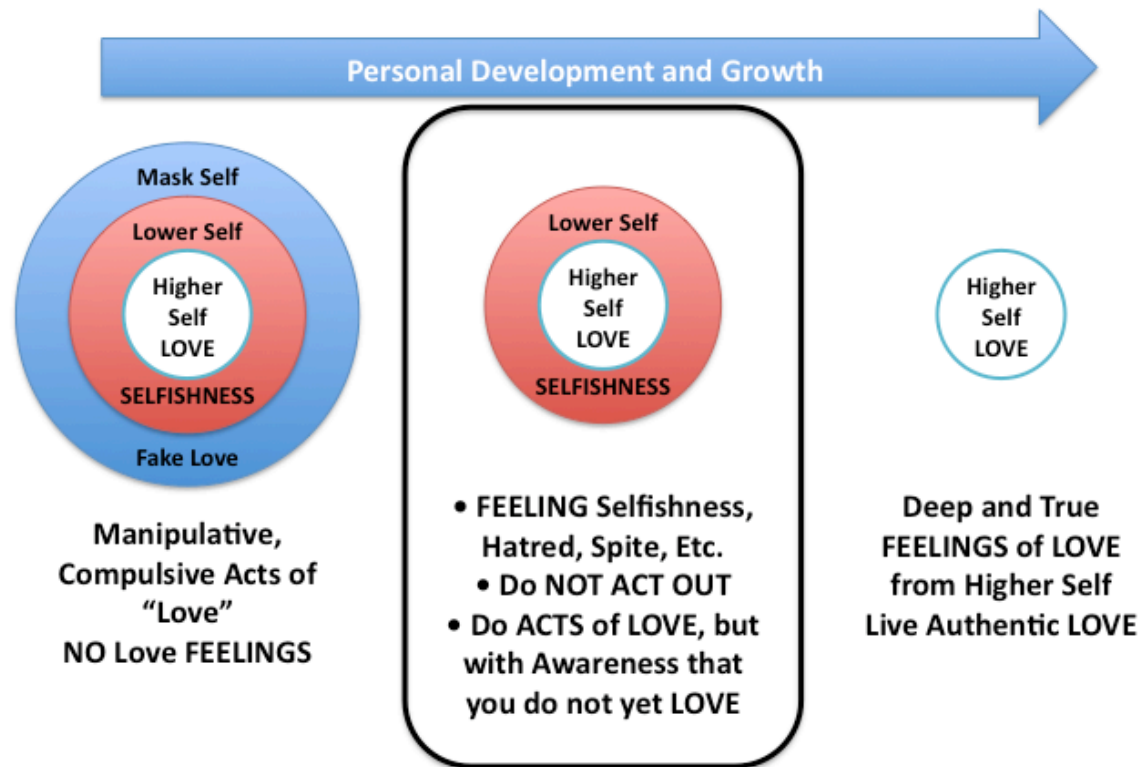 Personal Development and Growth
Mask Self
Lower Self
Higher
Self
LOVE
SELFISHNESS
Fake Love
Manipulative,
Compulsive Acts of
“Love”
NO Love FEELINGS
Lower Self
Higher
Self
LOVE
SELFISHNESS
• FEELING Selfishness,
Hatred, Spite, Etc.
• Do NOT ACT OUT
• Do ACTS of LOVE, but
with Awareness that
you do not yet LOVE
Higher
Self
LOVE
Deep and True
FEELINGS of LOVE
from Higher Self
Live Authentic LOVE